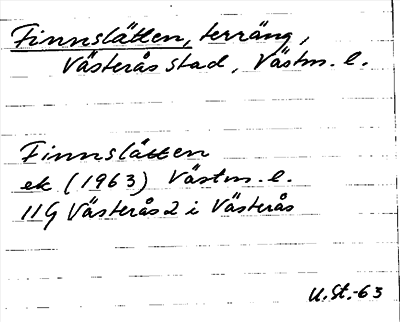 Finnslätten, terräng,
Västerås stad, Västm. l.
Finnslätten
ek (1963) Västm. l.
11G Västerås 2 i Västerås
U.St.-63